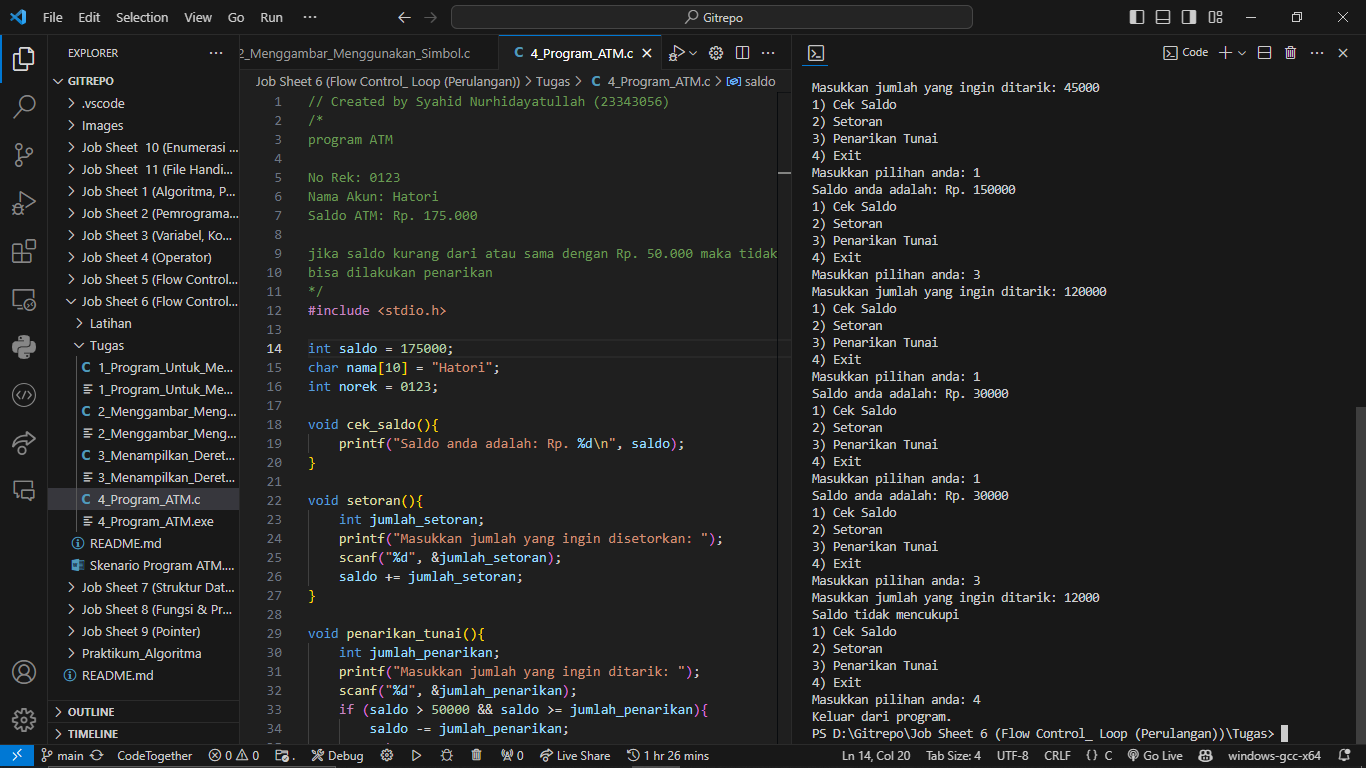 File Edit Selection View Go Run ··· Gitrepo
EXPLORER ···
GITREPO
.vscode
Images
Job Sheet  10 (Enumerasi ...
Job Sheet  11 (File Handi...
Job Sheet 1 (Algoritma, P...
Job Sheet 2 (Pemrograma...
Job Sheet 3 (Variabel, Ko...
Job Sheet 4 (Operator)
Job Sheet 5 (Flow Control...
Job Sheet 6 (Flow Control...
Latihan
Tugas
1_Program_Untuk_Me...
1_Program_Untuk_Me...
2_Menggambar_Meng...
2_Menggambar_Meng...
3_Menampilkan_Deret...
3_Menampilkan_Deret...
C 4_Program_ATM.c
4_Program_ATM.exe
README.md
Skenario Program ATM....
Job Sheet 7 (Struktur Dat...
Job Sheet 8 (Fungsi & Pr...
Job Sheet 9 (Pointer)
Praktikum_Algoritma
README.md
OUTLINE
TIMELINE
2_Menggambar_Menggunakan_Simbol.c C 4_Program_ATM.c
Job Sheet 6 (Flow Control_ Loop (Perulangan)) > Tugas > C 4_Program_ATM.c > saldo
1 // Created by Syahid Nurhidayatullah (23343056)
2 /*
3 program ATM
4
5 No Rek: 0123
6 Nama Akun: Hatori
7 Saldo ATM: Rp. 175.000
8
9 jika saldo kurang dari atau sama dengan Rp. 50.000 maka tidak
10 bisa dilakukan penarikan
11 */
12 #include <stdio.h>
13
14 int saldo = 175000;
15 char nama[10] = "Hatori";
16 int norek = 0123;
17
18 void cek_saldo(){
19 printf("Saldo anda adalah: Rp. %d\n", saldo);
20 }
21
22 void setoran(){
23 int jumlah_setoran;
24 printf("Masukkan jumlah yang ingin disetorkan: ");
25 scanf("%d", &jumlah_setoran);
26 saldo += jumlah_setoran;
27 }
28
29 void penarikan_tunai(){
30 int jumlah_penarikan;
31 printf("Masukkan jumlah yang ingin ditarik: ");
32 scanf("%d", &jumlah_penarikan);
33 if (saldo > 50000 && saldo >= jumlah_penarikan){
34 saldo -= jumlah_penarikan;
Code
Masukkan jumlah yang ingin ditarik: 45000
1) Cek Saldo
2) Setoran
3) Penarikan Tunai
4) Exit
Masukkan pilihan anda: 1
Saldo anda adalah: Rp. 150000
1) Cek Saldo
2) Setoran
3) Penarikan Tunai
4) Exit
Masukkan pilihan anda: 3
Masukkan jumlah yang ingin ditarik: 120000
1) Cek Saldo
2) Setoran
3) Penarikan Tunai
4) Exit
Masukkan pilihan anda: 1
Saldo anda adalah: Rp. 30000
1) Cek Saldo
2) Setoran
3) Penarikan Tunai
4) Exit
Masukkan pilihan anda: 1
Saldo anda adalah: Rp. 30000
1) Cek Saldo
2) Setoran
3) Penarikan Tunai
4) Exit
Masukkan pilihan anda: 3
Masukkan jumlah yang ingin ditarik: 12000
Saldo tidak mencukupi
1) Cek Saldo
2) Setoran
3) Penarikan Tunai
4) Exit
Masukkan pilihan anda: 4
Keluar dari program.
PS D:\Gitrepo\Job Sheet 6 (Flow Control_ Loop (Perulangan))\Tugas>
main CodeTogether 0 0 Debug 0 Live Share 1 hr 26 mins Ln 14, Col 20 Tab Size: 4 UTF-8 CRLF { } C Go Live windows-gcc-x64